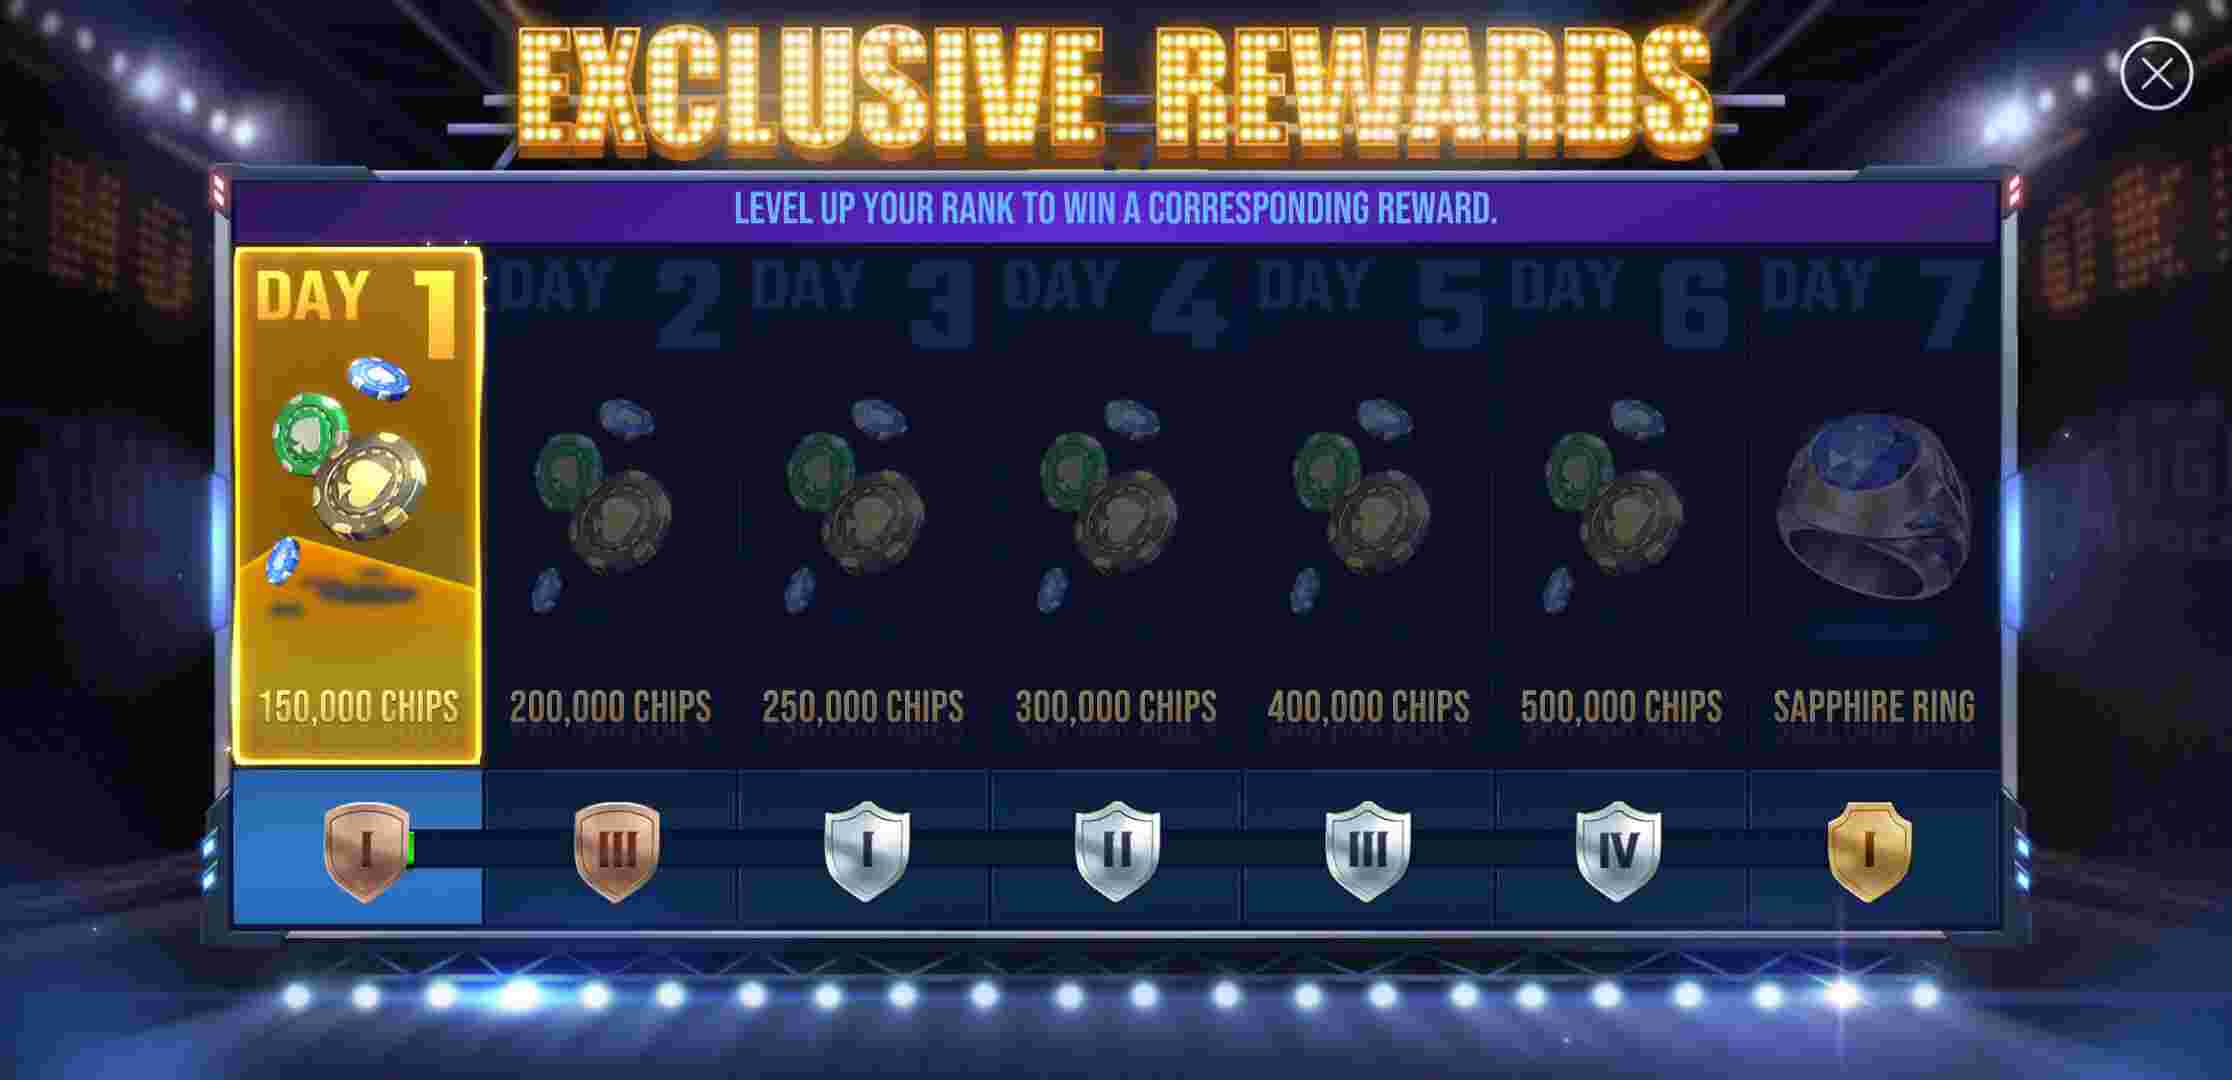 EXCLUSIVE REWARDS
LEVEL UP YOUR RANK TO WIN A CORRESPONDING REWARD.
DAY 1
DAY 2
DAY 3
DAY 4
DAY 5
DAY 6
DAY 7
150,000 CHIPS
200,000 CHIPS
250,000 CHIPS
300,000 CHIPS
400,000 CHIPS
500,000 CHIPS
SAPPHIRE RING
I
III
I
II
III
IV
I